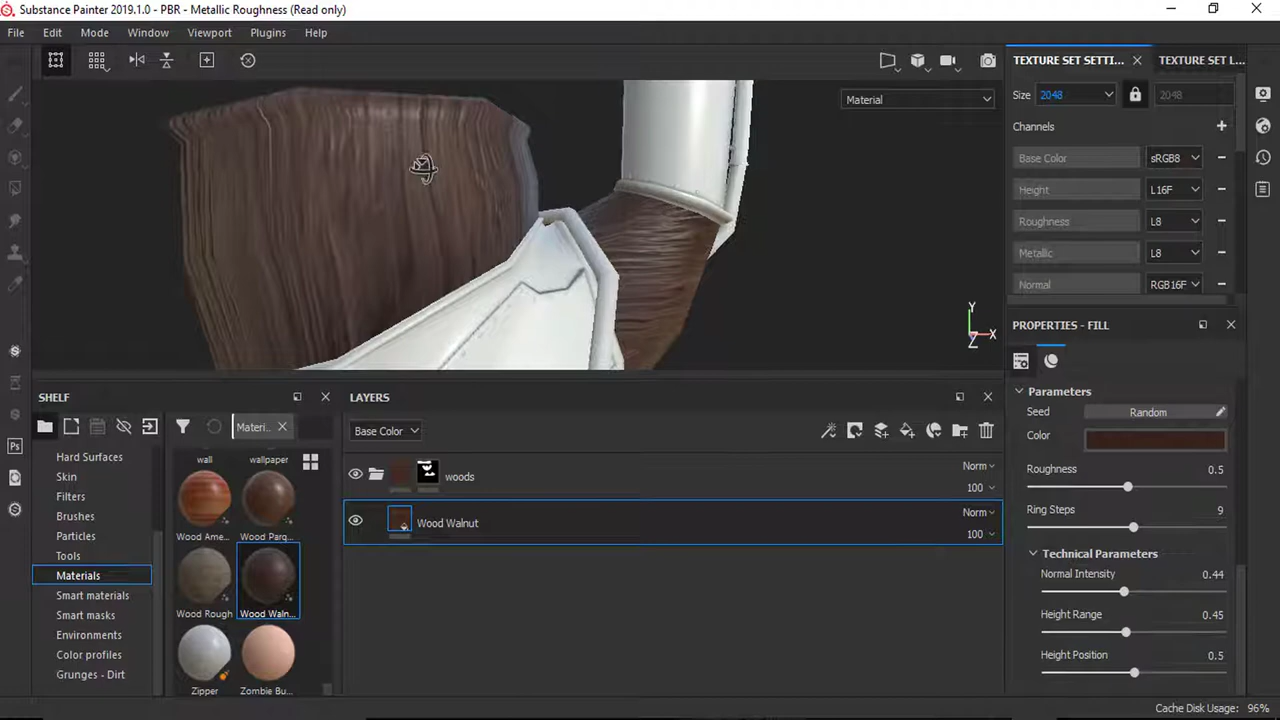 Substance Painter 2019.1.0 - PBR - Metallic Roughness (Read only)
File Edit Mode Window Viewport Plugins Help
Material
Y
X
Z
TEXTURE SET SETTI...
TEXTURE SET L...
Size 2048 2048
Channels
Base Color sRGB8
Height L16F
Roughness L8
Metallic L8
Normal RGB16F
PROPERTIES - FILL
Parameters
Seed Random
Color
Roughness 0.5
Ring Steps 9
Technical Parameters
Normal Intensity 0.44
Height Range 0.45
Height Position 0.5
SHELF
Materi...
Hard Surfaces
Skin
Filters
Brushes
Particles
Tools
Materials
Smart materials
Smart masks
Environments
Color profiles
Grunges - Dirt
wall wallpaper
Wood Ame... Wood Parq...
Wood Rough Wood Waln...
Zipper Zombie Bu...
LAYERS
Base Color
woods Norm 100
Wood Walnut Norm 100
Ps
Cache Disk Usage: 96%